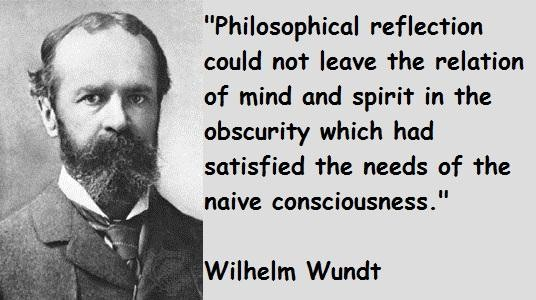 "Philosophical reflection
could not leave the relation
of mind and spirit in the
obscurity which had
satisfied the needs of the
naive consciousness."
Wilhelm Wundt